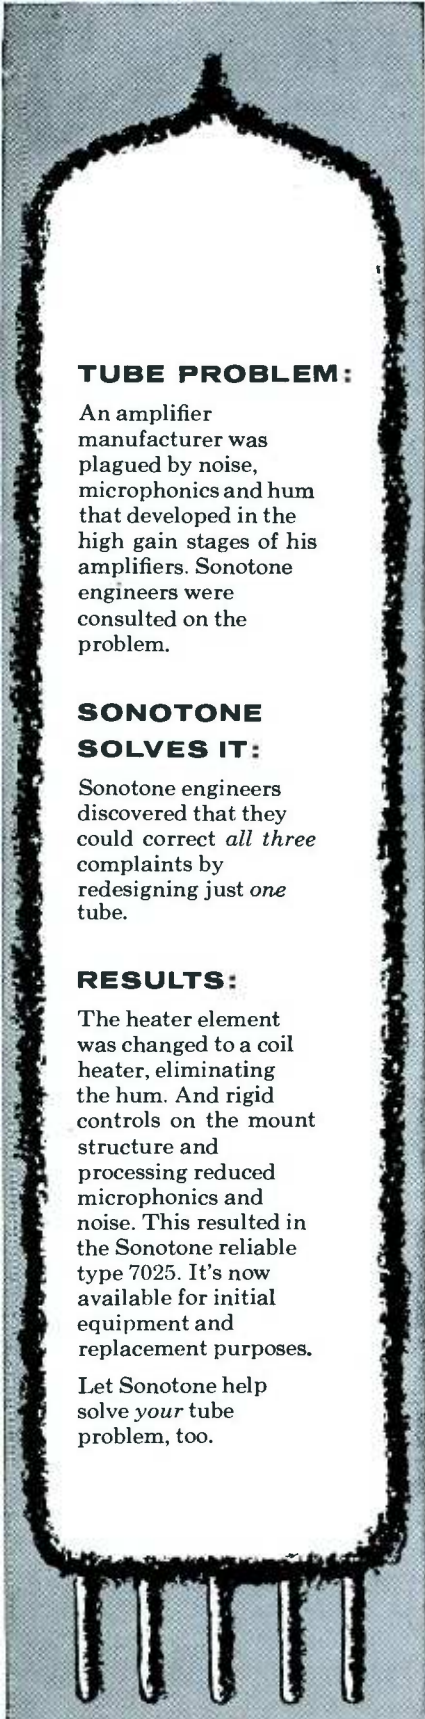 TUBE PROBLEM:
An amplifier
manufacturer was
plagued by noise,
microphonics and hum
that developed in the
high gain stages of his
amplifiers. Sonotone
engineers were
consulted on the
problem.
SONOTONE
SOLVES IT:
Sonotone engineers
discovered that they
could correct all three
complaints by
redesigning just one
tube.
RESULTS:
The heater element
was changed to a coil
heater, eliminating
the hum. And rigid
controls on the mount
structure and
processing reduced
microphonics and
noise. This resulted in
the Sonotone reliable
type 7025. It's now
available for initial
equipment and
replacement purposes.
Let Sonotone help
solve your tube
problem, too.